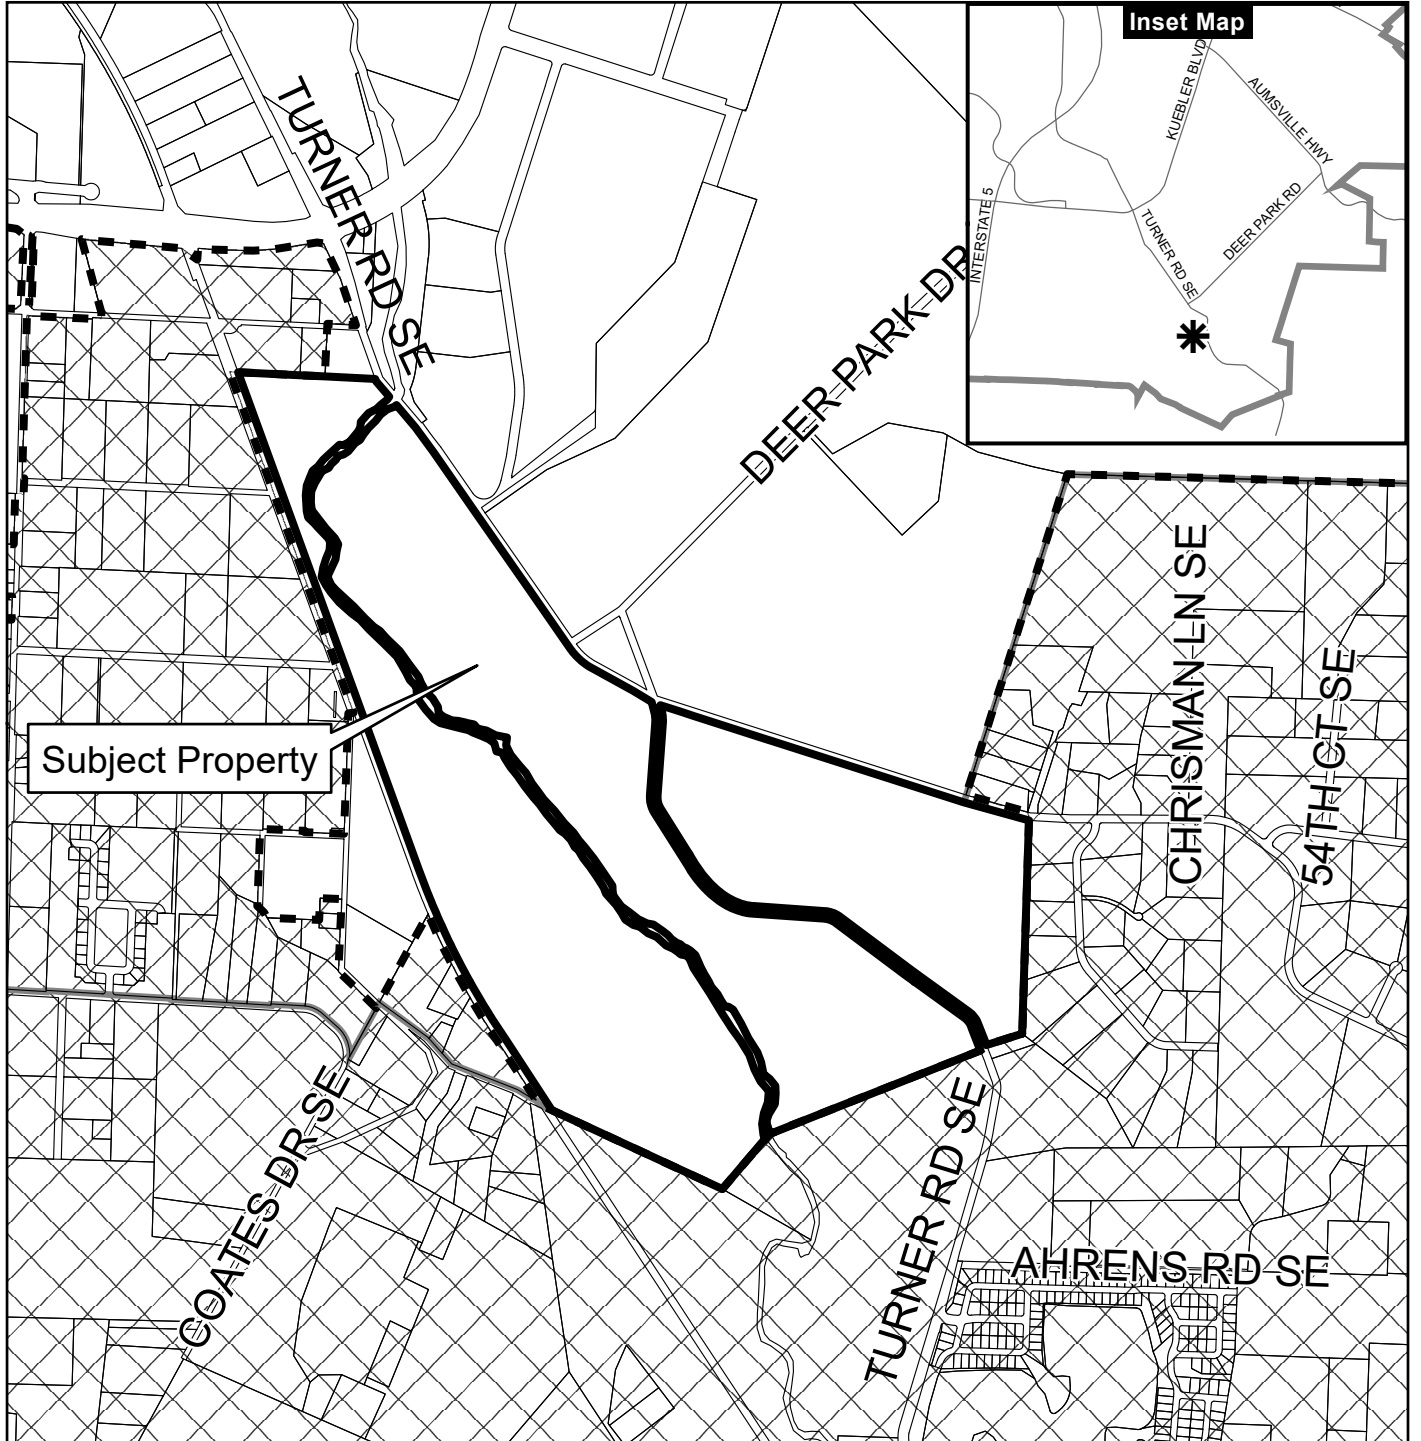 Inset Map
KUEBLER BLVD
AUMSVILLE HWY
INTERSTATE 5
TURNER RD SE
DEER PARK RD
TURNER RD SE
DEER PARK DR
CHRISMAN LN SE
54TH CT SE
Subject Property
COATES DR SE
TURNER RD SE
AHRENS RD SE